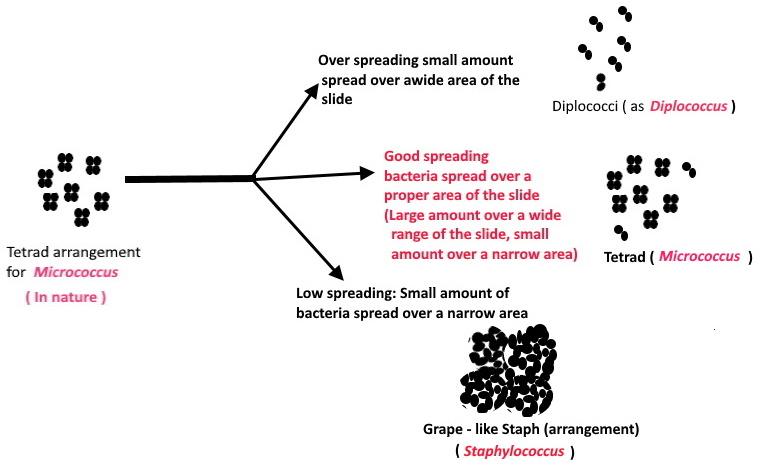 Over spreading small amount
spread over awide area of the
slide
Diplococci ( as Diplococcus )
Good spreading
bacteria spread over a
proper area of the slide
(Large amount over a wide
range of the slide, small
amount over a narrow area)
Tetrad ( Micrococcus )
Tetrad arrangement
for Micrococcus
( In nature )
Low spreading: Small amount of
bacteria spread over a narrow area
Grape - like Staph (arrangement)
( Staphylococcus )